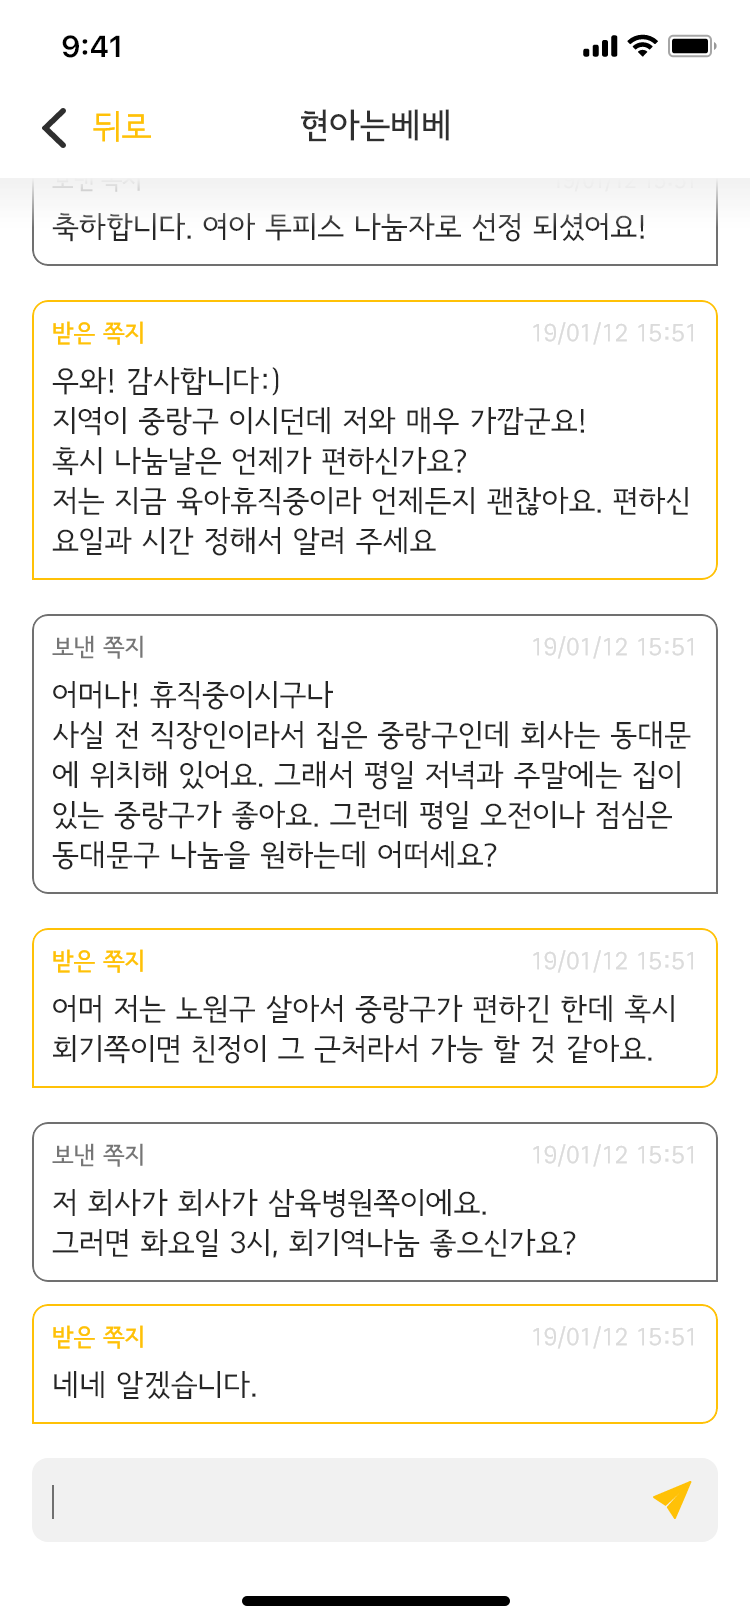 9:41
뒤로
현아는베베
보낸 쪽지
19/01/12 15:51
축하합니다. 여아 투피스 나눔자로 선정 되셨어요!
받은 쪽지
19/01/12 15:51
우와! 감사합니다:)
지역이 중랑구 이시던데 저와 매우 가깝군요!
혹시 나눔날은 언제가 편하신가요?
저는 지금 육아휴직중이라 언제든지 괜찮아요. 편하신
요일과 시간 정해서 알려 주세요
보낸 쪽지
19/01/12 15:51
어머나! 휴직중이시구나
사실 전 직장인이라서 집은 중랑구인데 회사는 동대문
에 위치해 있어요. 그래서 평일 저녁과 주말에는 집이
있는 중랑구가 좋아요. 그런데 평일 오전이나 점심은
동대문구 나눔을 원하는데 어떠세요?
받은 쪽지
19/01/12 15:51
어머 저는 노원구 살아서 중랑구가 편하긴 한데 혹시
회기쪽이면 친정이 그 근처라서 가능 할 것 같아요.
보낸 쪽지
19/01/12 15:51
저 회사가 회사가 삼육병원쪽이에요.
그러면 화요일 3시, 회기역나눔 좋으신가요?
받은 쪽지
19/01/12 15:51
네네 알겠습니다.